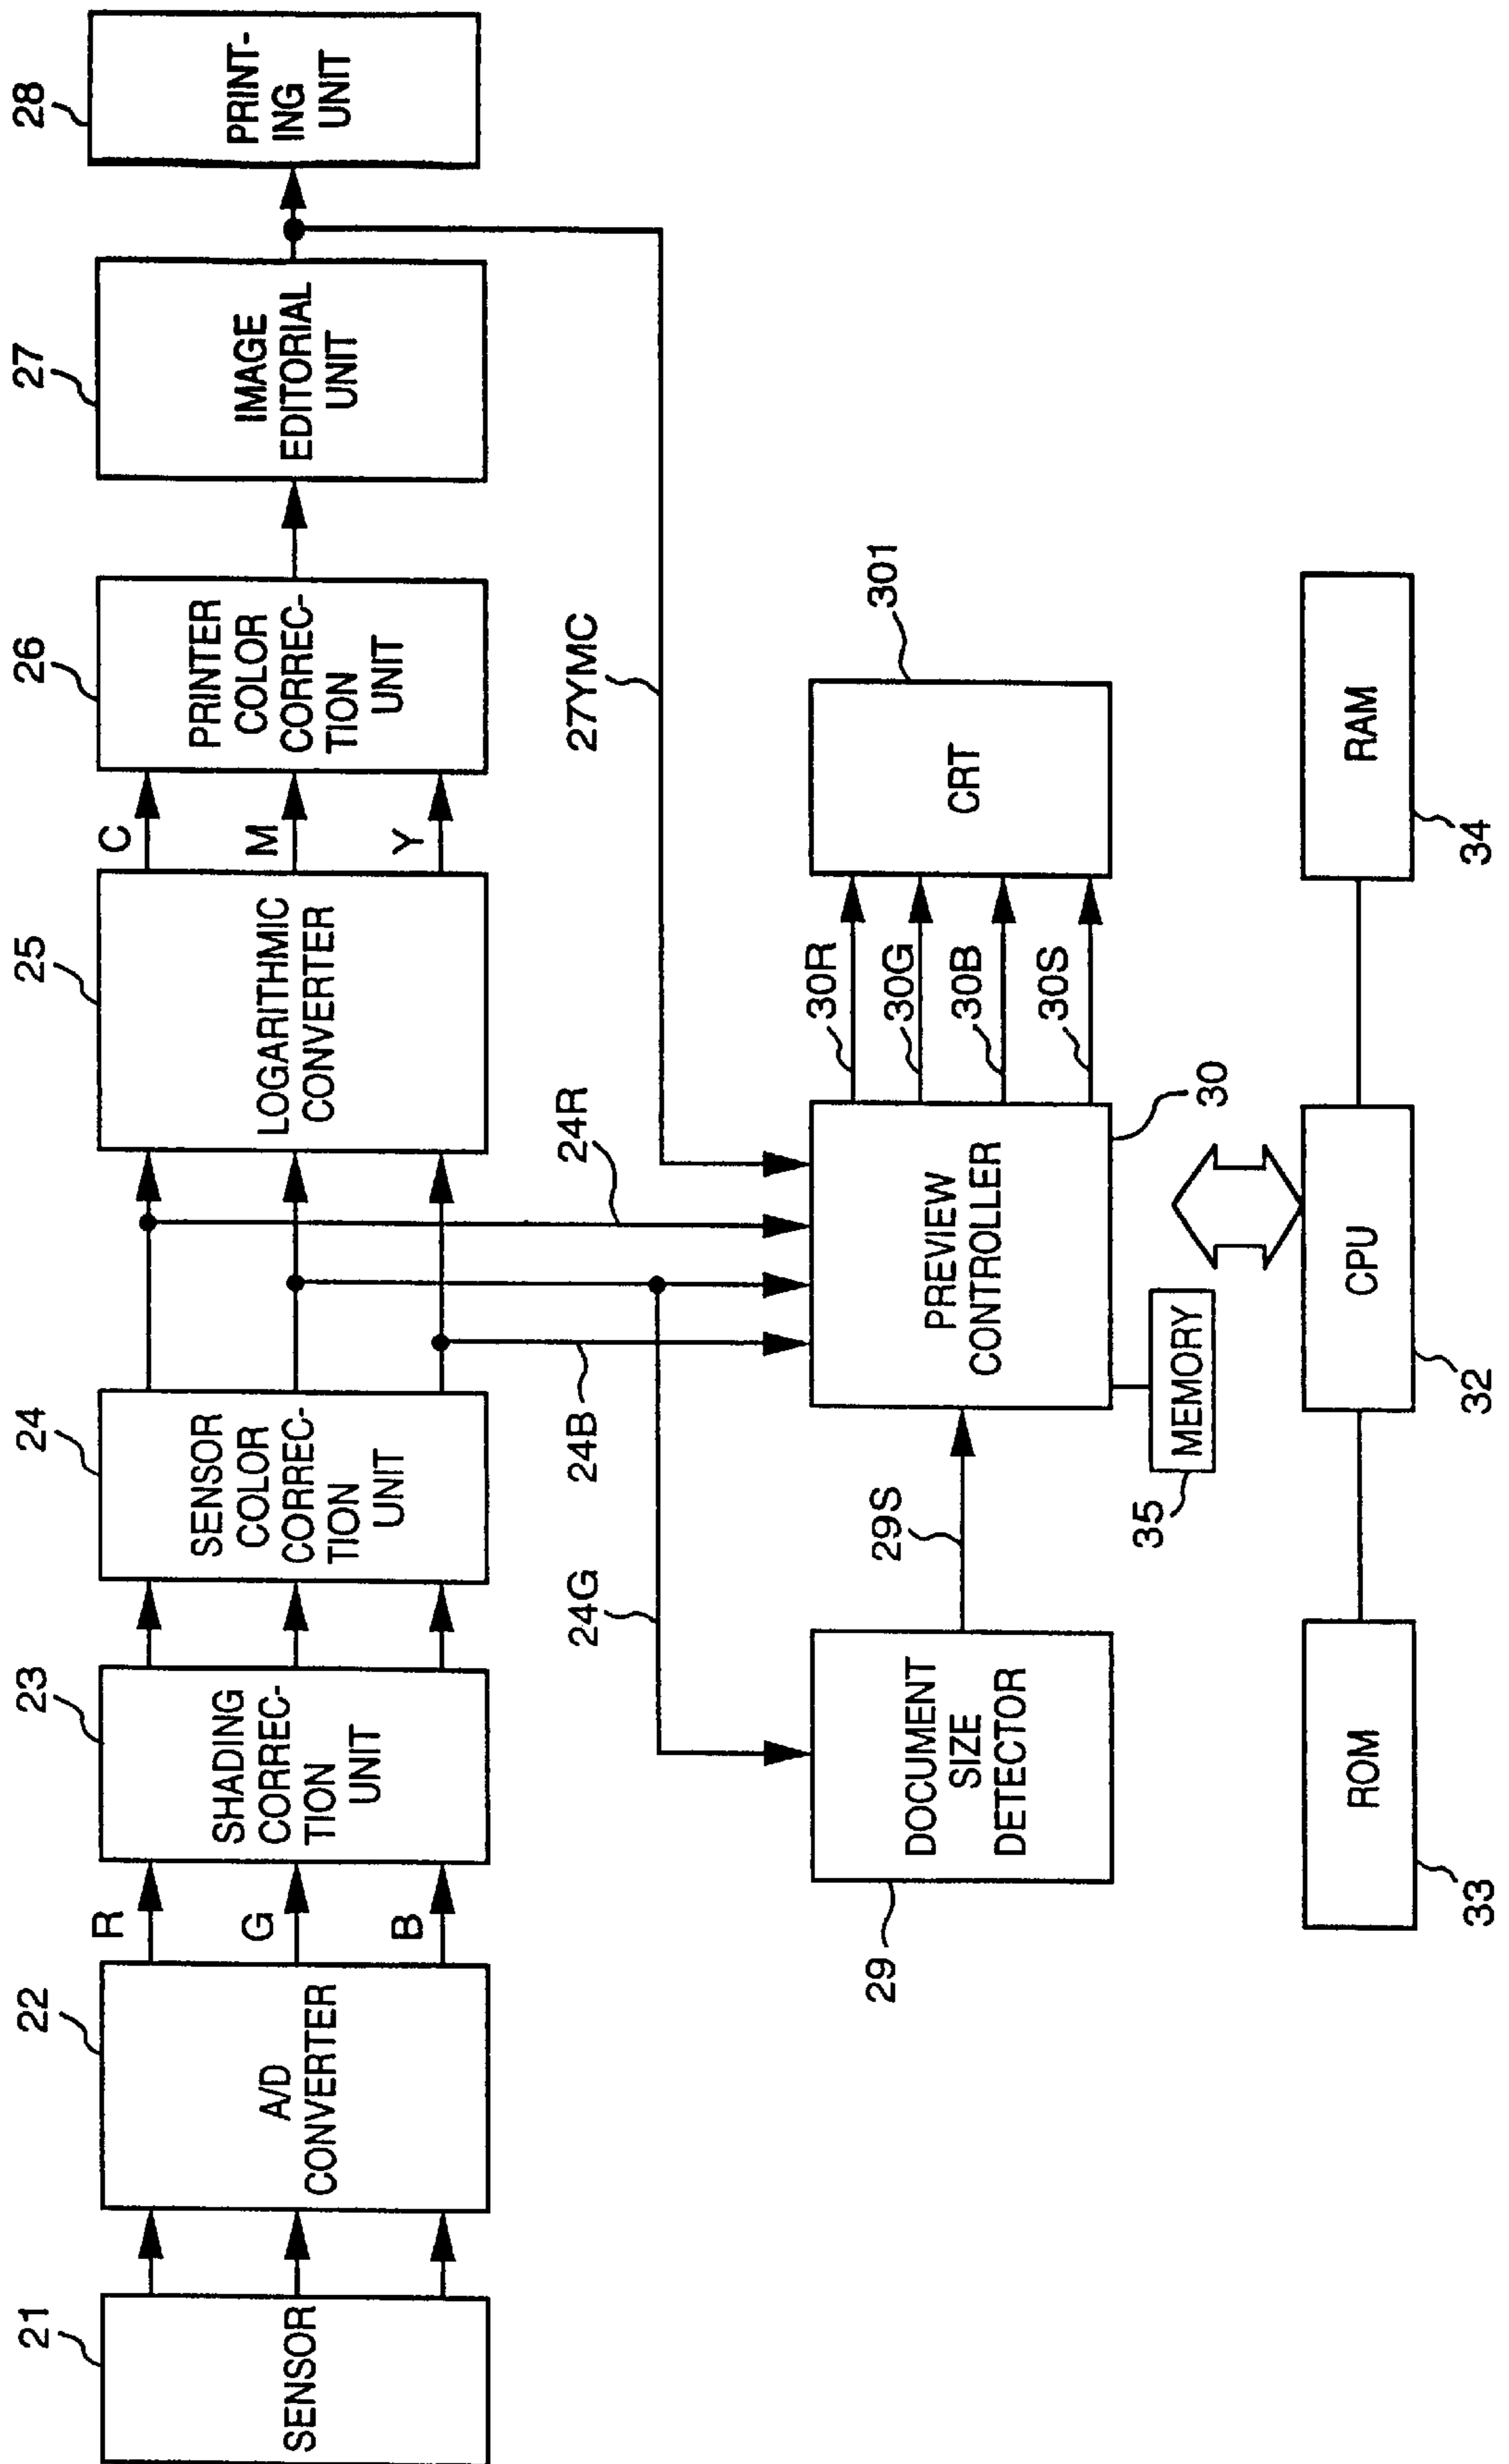 21
SENSOR
22
A/D
CONVERTER
R
G
B
23
SHADING
CORREC-
TION
UNIT
24
SENSOR
COLOR
CORREC-
TION
UNIT
25
LOGARITHMIC
CONVERTER
C
M
Y
26
PRINTER
COLOR
CORREC-
TION
UNIT
27
IMAGE
EDITORIAL
UNIT
28
PRINT-
ING
UNIT
24G
24B
24R
27YMC
29
DOCUMENT
SIZE
DETECTOR
29S
PREVIEW
CONTROLLER
30
30R
30G
30B
30S
CRT
301
35
MEMORY
ROM
33
CPU
32
RAM
34